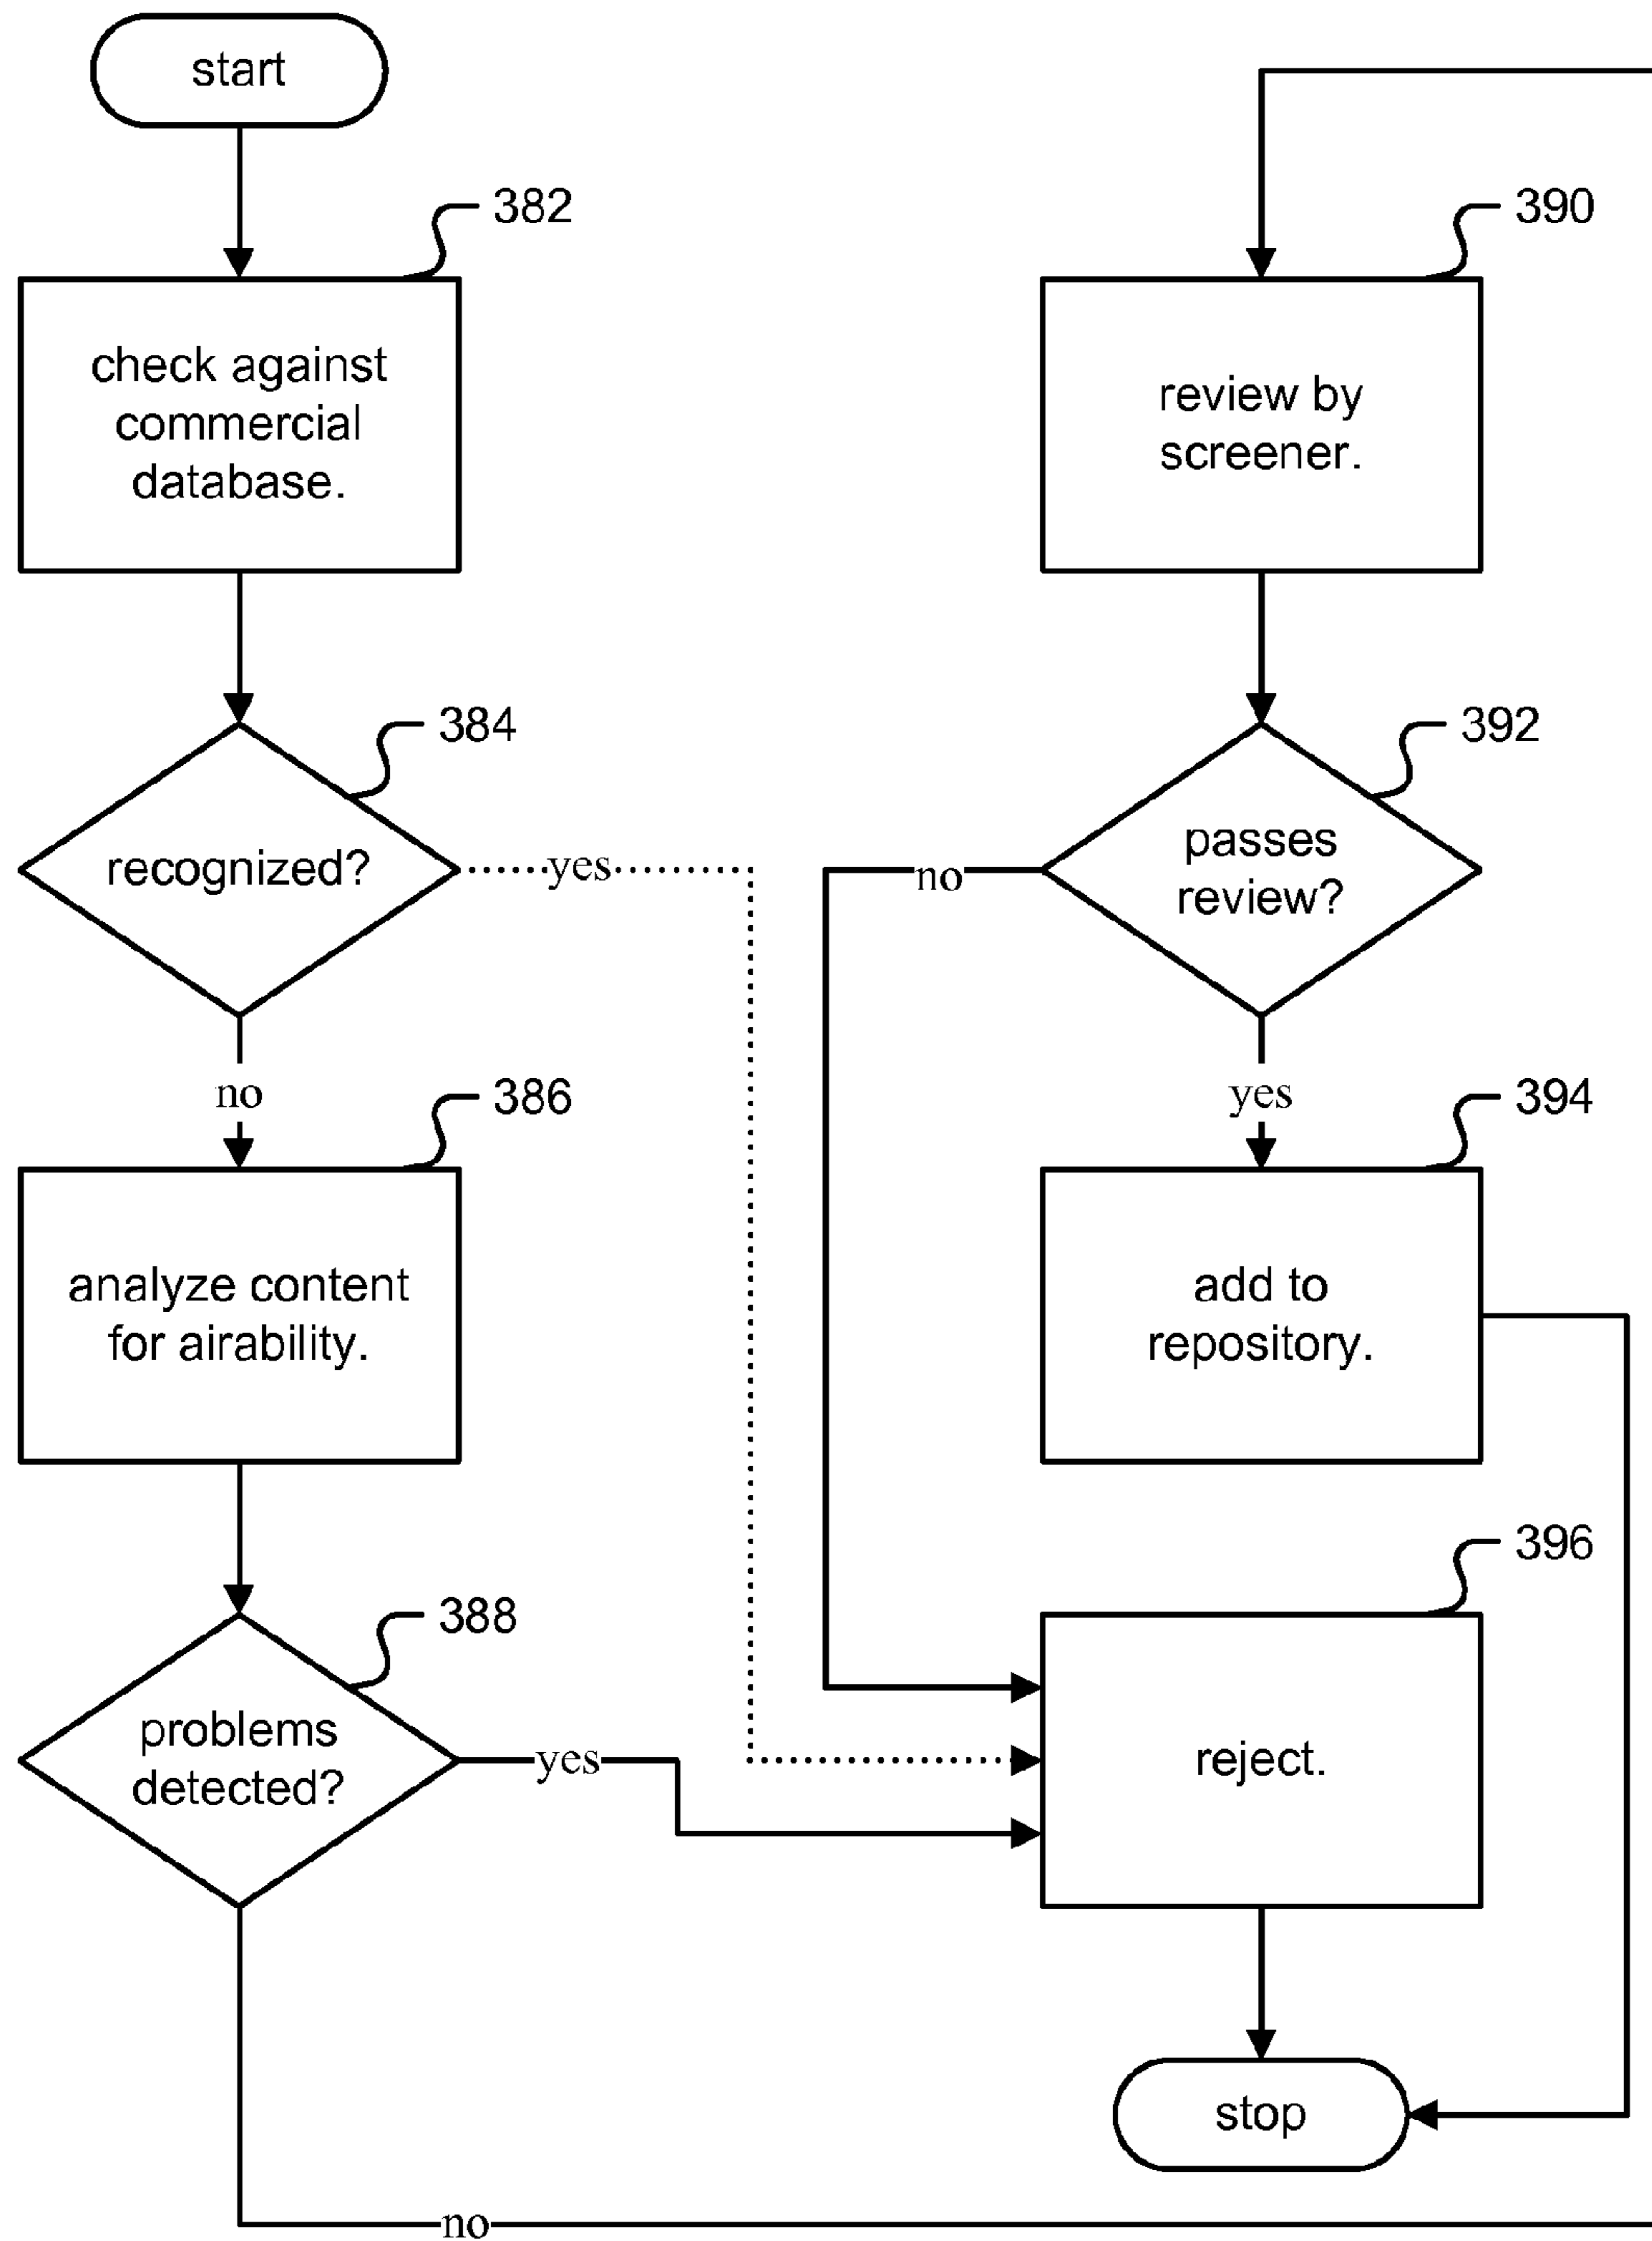 start
382
check against
commercial
database.
384
recognized?
yes
no
386
analyze content
for airability.
388
problems
detected?
yes
no
390
review by
screener.
392
passes
review?
no
yes
394
add to
repository.
396
reject.
stop